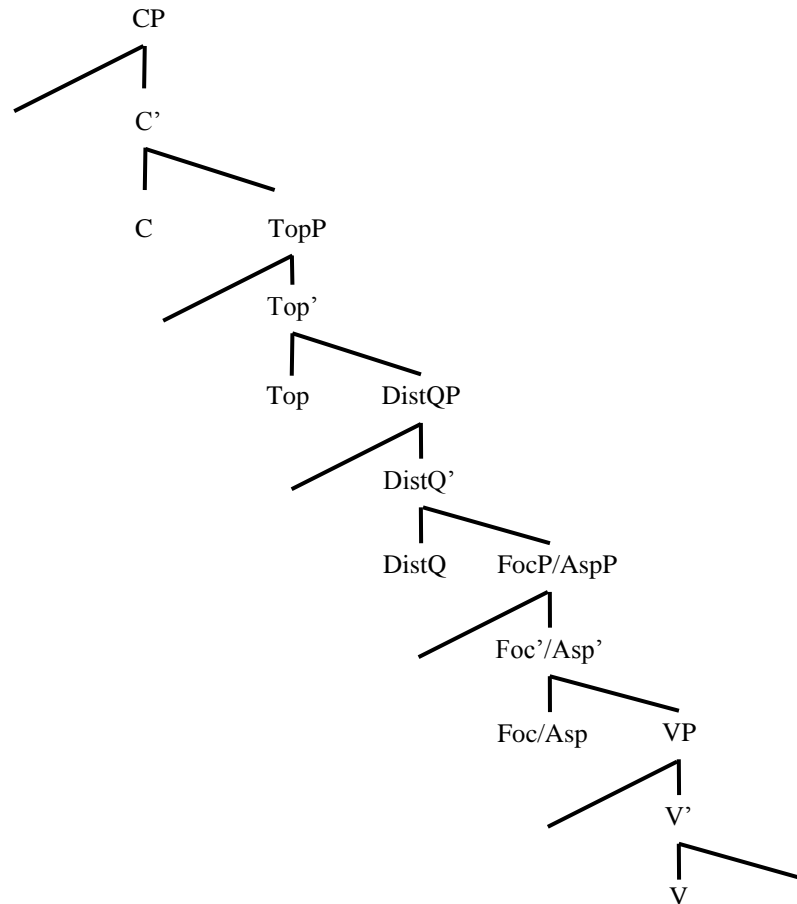 CP
C’
C TopP
Top’
Top DistQP
DistQ’
DistQ FocP/AspP
Foc’/Asp’
Foc/Asp VP
V’
V